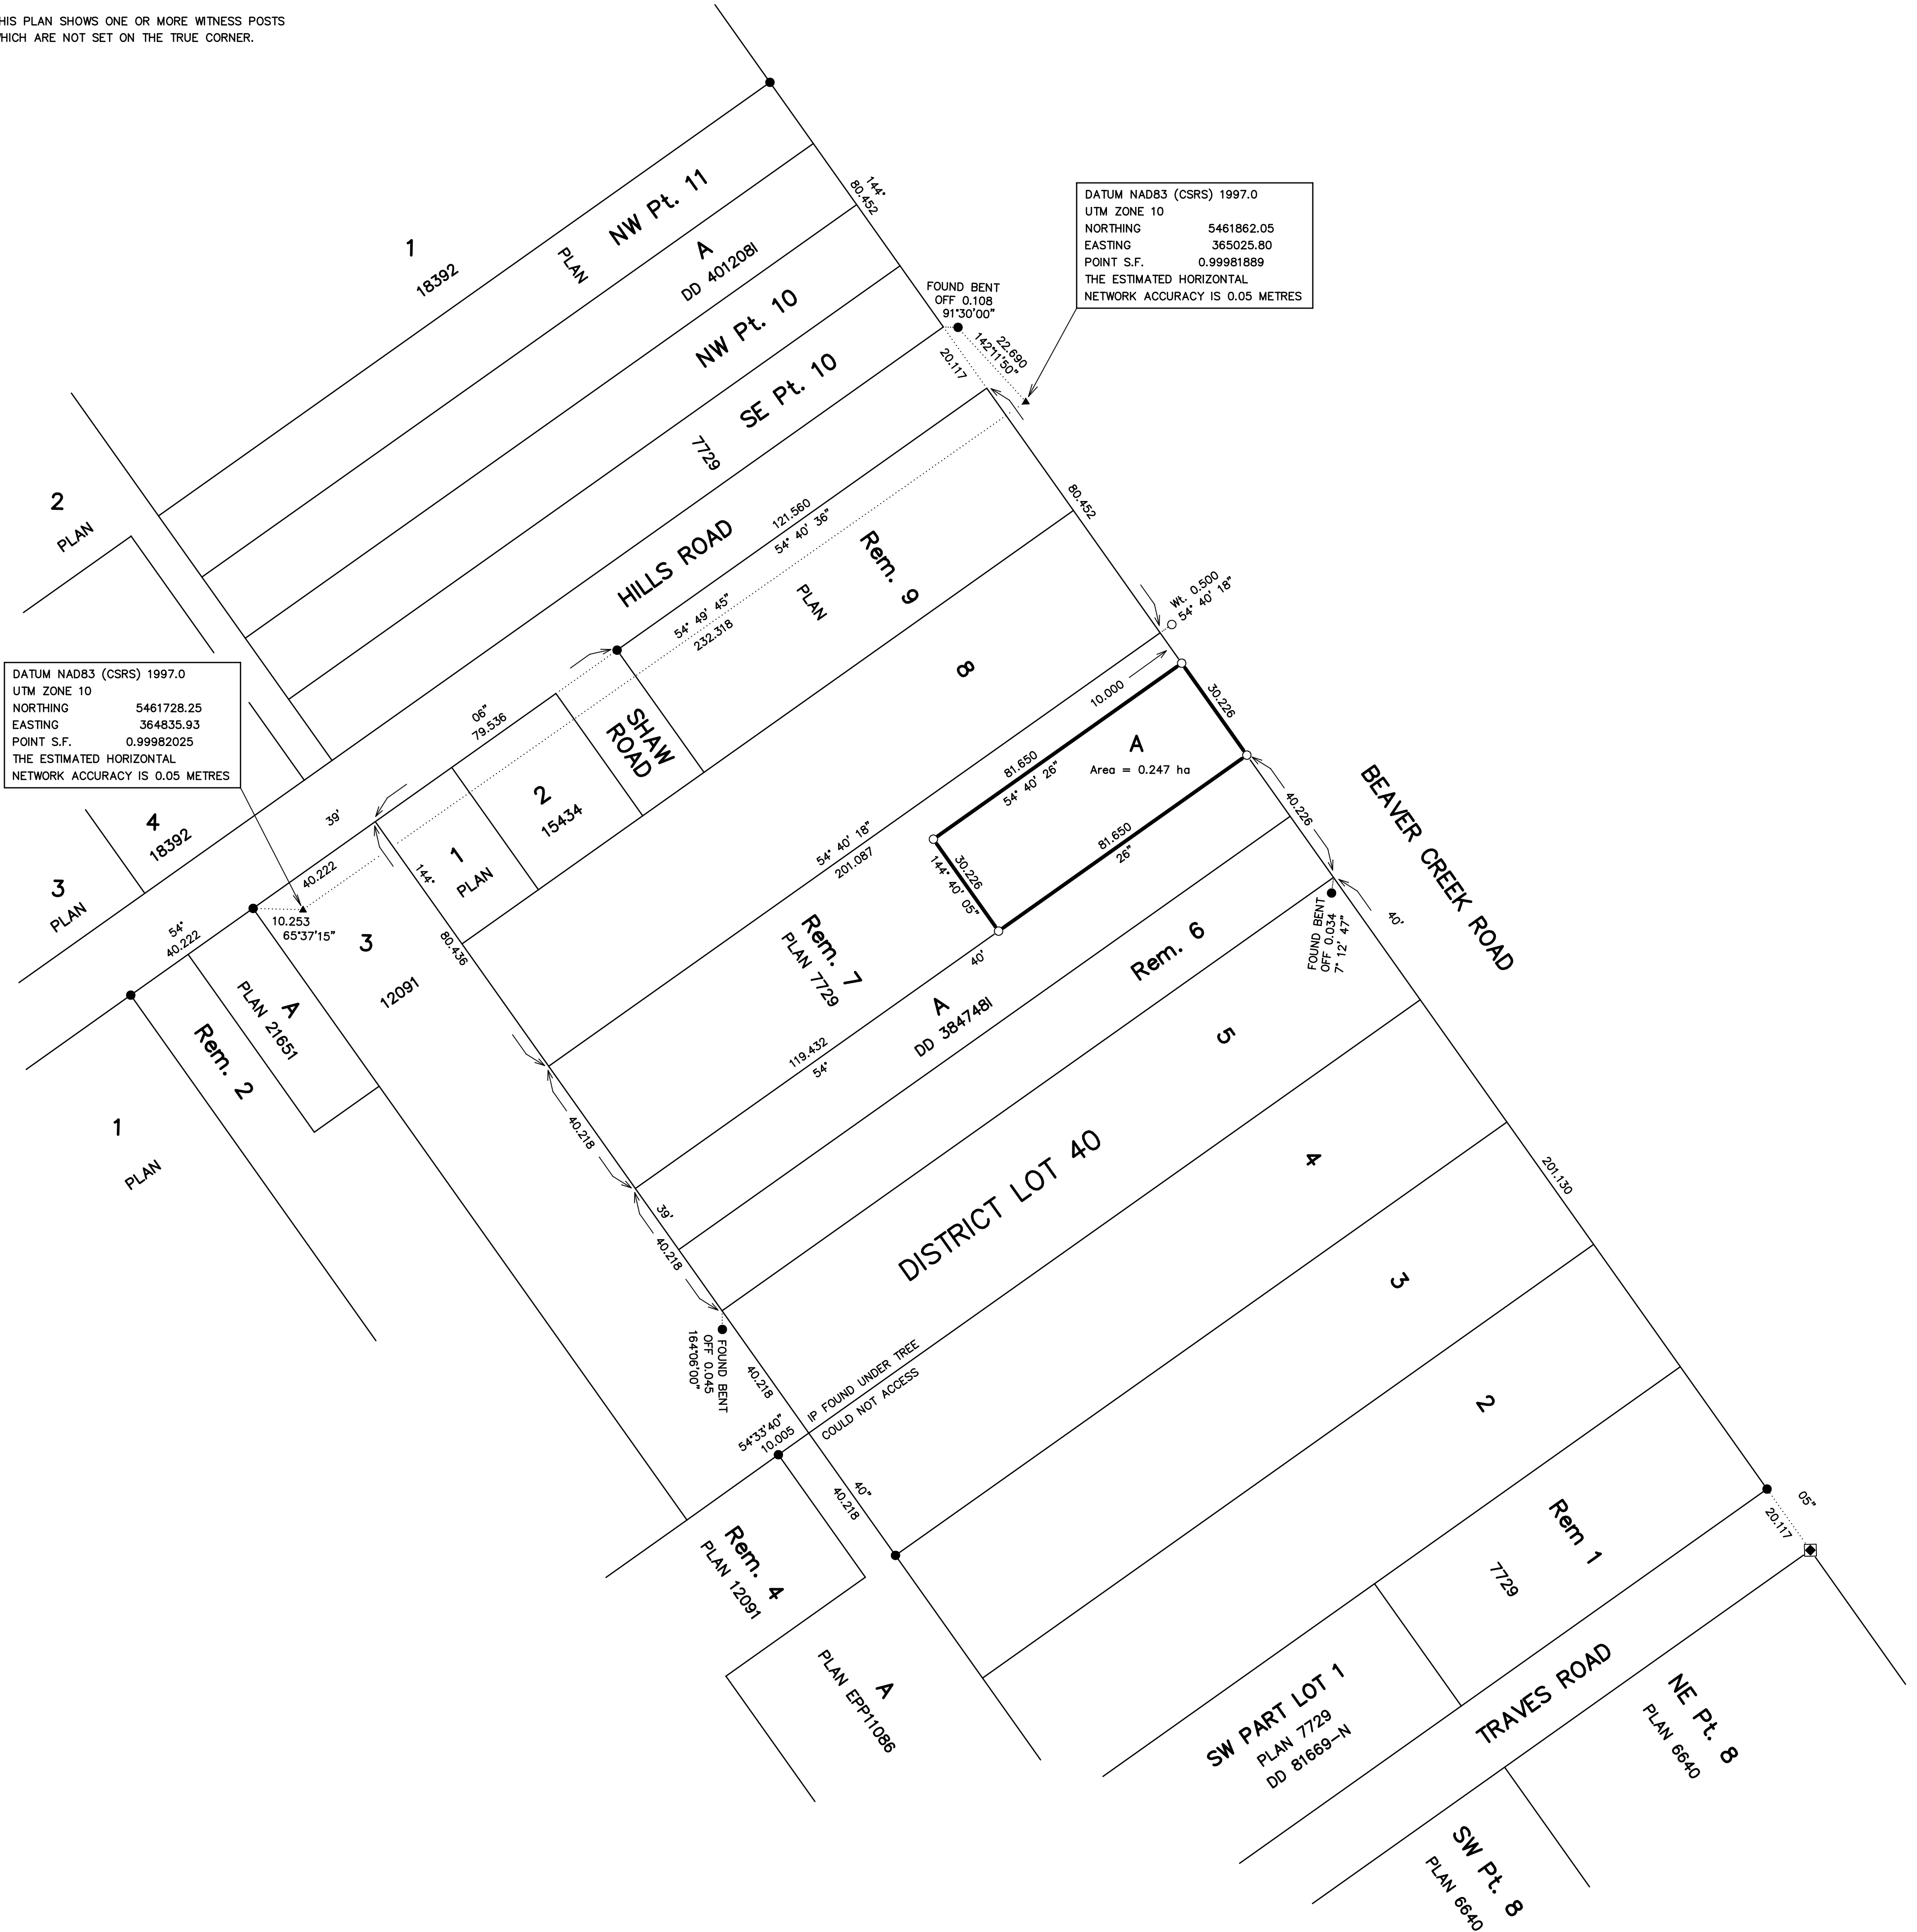 HIS PLAN SHOWS ONE OR MORE WITNESS POSTS
HICH ARE NOT SET ON THE TRUE CORNER.
144°
80.452
1
18392
PLAN
NW Pt. 11
A
DD 401208I
NW Pt. 10
SE Pt. 10
7729
FOUND BENT
OFF 0.108
91°30'00"
22.690
142°11'50"
20.117
DATUM NAD83 (CSRS) 1997.0
UTM ZONE 10
NORTHING 5461862.05
EASTING 365025.80
POINT S.F. 0.99981889
THE ESTIMATED HORIZONTAL
NETWORK ACCURACY IS 0.05 METRES
2
PLAN
HILLS ROAD
121.560
54° 40' 36"
54° 49' 45"
232.318
PLAN
Rem. 9
80.452
Wt. 0.500
54° 40' 18"
8
DATUM NAD83 (CSRS) 1997.0
UTM ZONE 10
NORTHING 5461728.25
EASTING 364835.93
POINT S.F. 0.99982025
THE ESTIMATED HORIZONTAL
NETWORK ACCURACY IS 0.05 METRES
06"
79.536
SHAW
ROAD
10.000
30.226
A
Area = 0.247 ha
81.650
54° 40' 26"
81.650
26"
30.226
144° 40' 05"
40.226
BEAVER CREEK ROAD
4
18392
3
PLAN
39'
40.222
1
PLAN
2
15434
144°
80.436
54° 40' 18"
201.087
54°
40.222
10.253
65°37'15"
3
12091
A
PLAN 21651
Rem. 2
1
PLAN
Rem. 7
PLAN 7729
40'
A
DD 384748I
119.432
54°
Rem. 6
FOUND BENT
OFF 0.034
7° 12' 47"
40'
5
4
3
2
201.130
40.218
39'
40.218
DISTRICT LOT 40
FOUND BENT
OFF 0.045
164°06'00"
40.218
IP FOUND UNDER TREE
COULD NOT ACCESS
54°33'40"
10.005
40"
40.218
Rem. 4
PLAN 12091
A
PLAN EPP11086
Rem 1
7729
05"
20.117
SW PART LOT 1
PLAN 7729
DD 81669-N
TRAVES ROAD
NE Pt. 8
PLAN 6640
SW Pt. 8
PLAN 6640